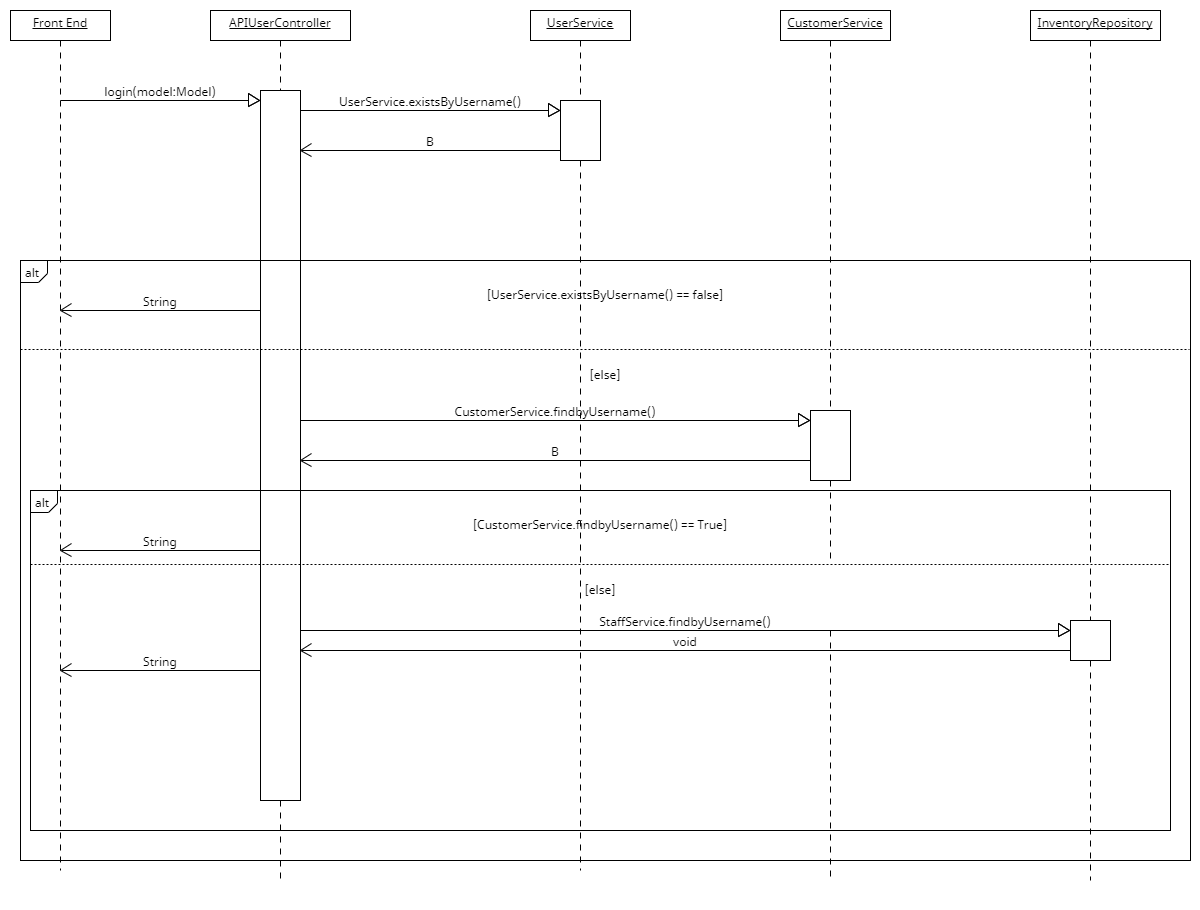 Front End
APIUserController
UserService
CustomerService
InventoryRepository
login(model:Model)
UserService.existsByUsername()
B
alt
[UserService.existsByUsername() == false]
String
[else]
CustomerService.findbyUsername()
B
alt
[CustomerService.findbyUsername() == True]
String
[else]
StaffService.findbyUsername()
void
String